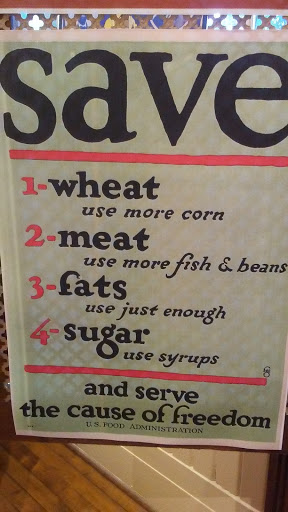 save
1-wheat
use more corn
2-meat
use more fish & beans
3-fats
use just enough
4-sugar
use syrups
and serve
the cause of freedom
U.S. FOOD ADMINISTRATION